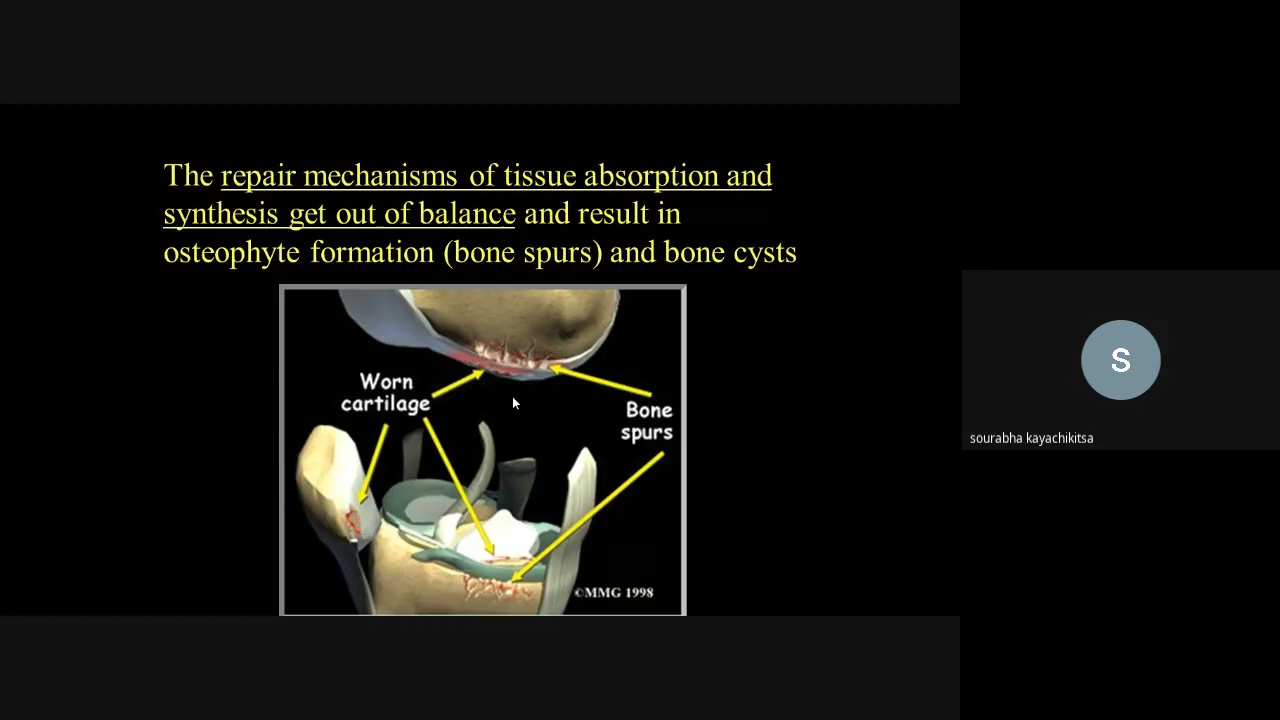 The repair mechanisms of tissue absorption and
synthesis get out of balance and result in
osteophyte formation (bone spurs) and bone cysts
Worn
cartilage
Bone
spurs
©MMG 1998
S
sourabha kayachikitsa